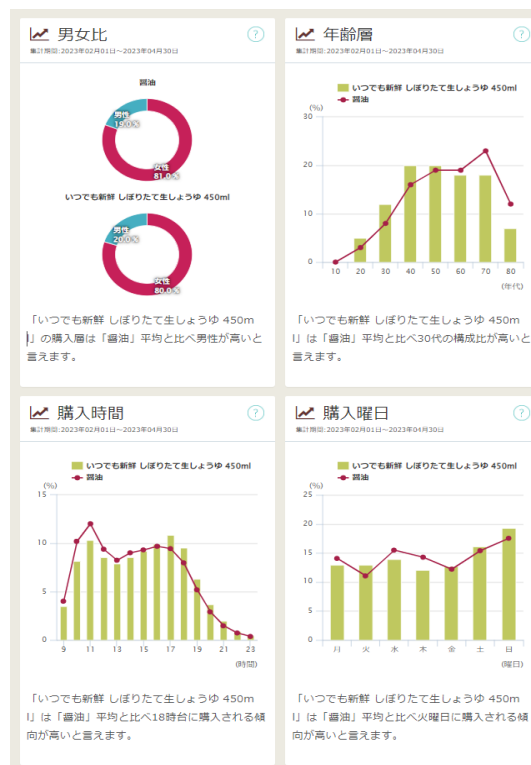 男女比
?
集計期間:2023年02月01日～2023年04月30日
醤油
男性
19.0%
女性
81.0%
いつでも新鮮 しぼりたて生しょうゆ 450ml
男性
20.0%
女性
80.0%
「いつでも新鮮 しぼりたて生しょうゆ 450m
l」の購入層は「醤油」平均と比べ男性が高いと
言えます。
年齢層
?
集計期間:2023年02月01日～2023年04月30日
いつでも新鮮 しぼりたて生しょうゆ 450ml
醤油
(%)
30
20
10
0
10 20 30 40 50 60 70 80
(年代)
「いつでも新鮮 しぼりたて生しょうゆ 450m
l」は「醤油」平均と比べ30代の構成比が高いと
言えます。
購入時間
?
集計期間:2023年02月01日～2023年04月30日
いつでも新鮮 しぼりたて生しょうゆ 450ml
醤油
(%)
15
10
5
0
9 11 13 15 17 19 21 23
(時間)
「いつでも新鮮 しぼりたて生しょうゆ 450m
l」は「醤油」平均と比べ18時台に購入される傾
向が高いと言えます。
購入曜日
?
集計期間:2023年02月01日～2023年04月30日
いつでも新鮮 しぼりたて生しょうゆ 450ml
醤油
(%)
25
20
15
10
5
0
月 火 水 木 金 土 日
(曜日)
「いつでも新鮮 しぼりたて生しょうゆ 450m
l」は「醤油」平均と比べ火曜日に購入される傾
向が高いと言えます。